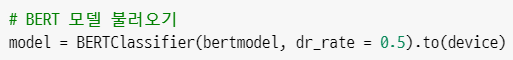 # BERT 모델 불러오기
model = BERTClassifier(bertmodel, dr_rate = 0.5).to(device)